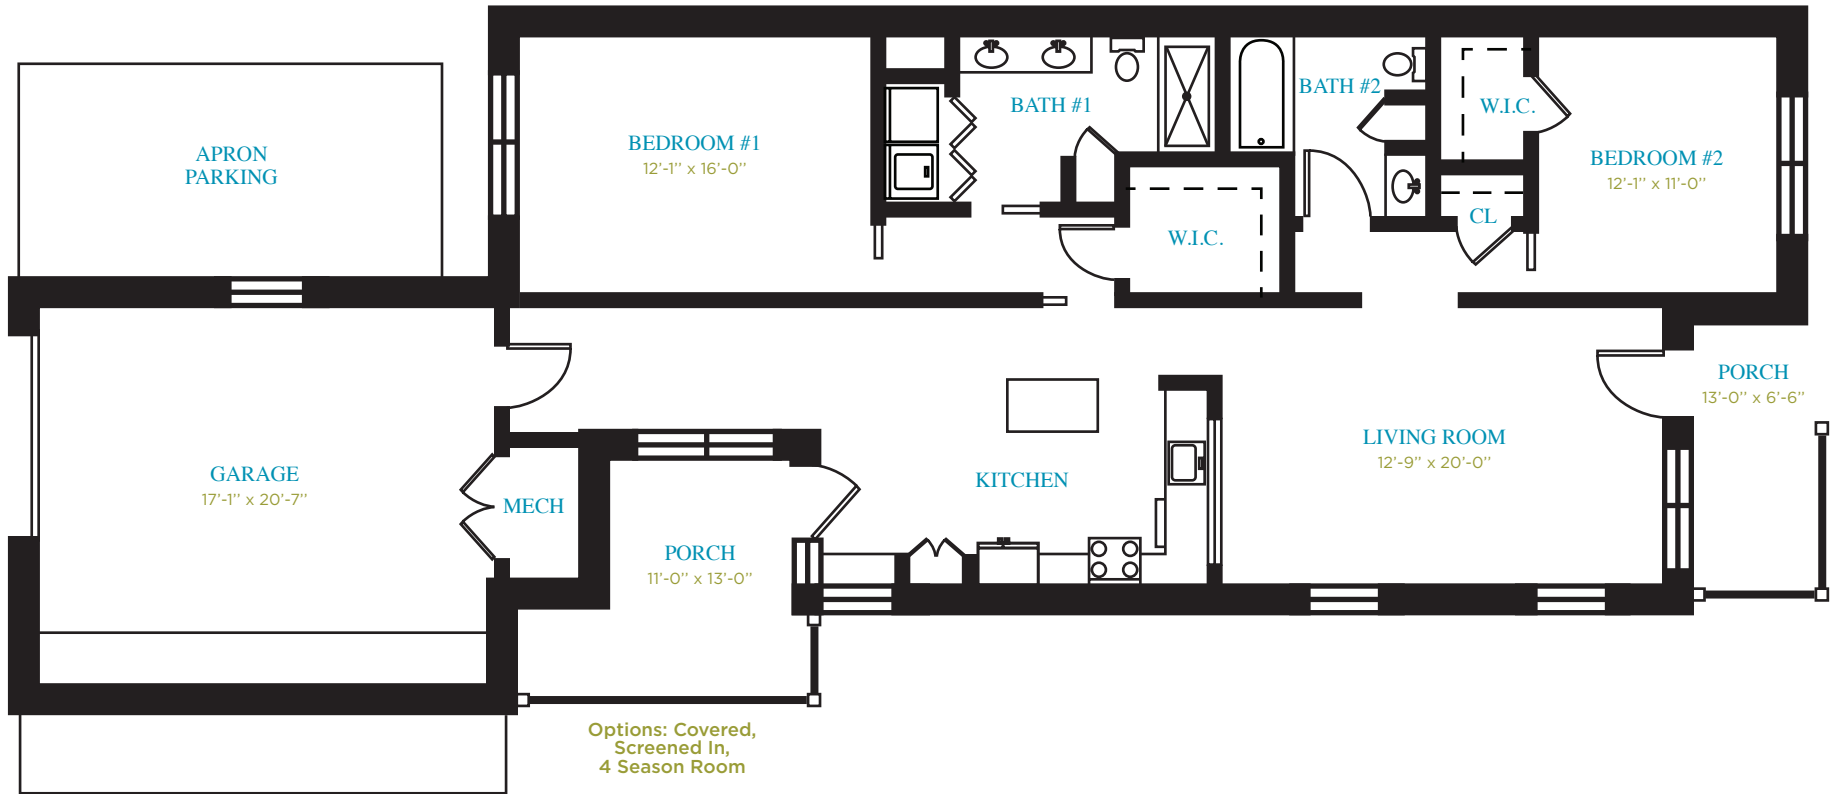 APRON
PARKING
BEDROOM #1
12'-1" x 16'-0"
BATH #1
BATH #2
W.I.C.
BEDROOM #2
12'-1" x 11'-0"
CL
W.I.C.
PORCH
13'-0" x 6'-6"
GARAGE
17'-1" x 20'-7"
MECH
KITCHEN
LIVING ROOM
12'-9" x 20'-0"
PORCH
11'-0" x 13'-0"
Options: Covered,
Screened In,
4 Season Room